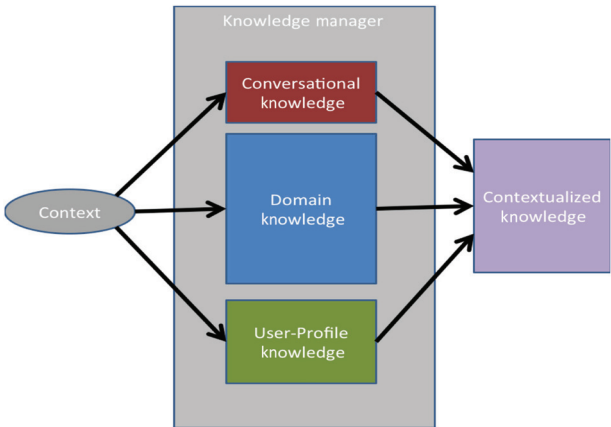 Knowledge manager
Conversational
knowledge
Domain
knowledge
Context
Contextualized
knowledge
User-Profile
knowledge